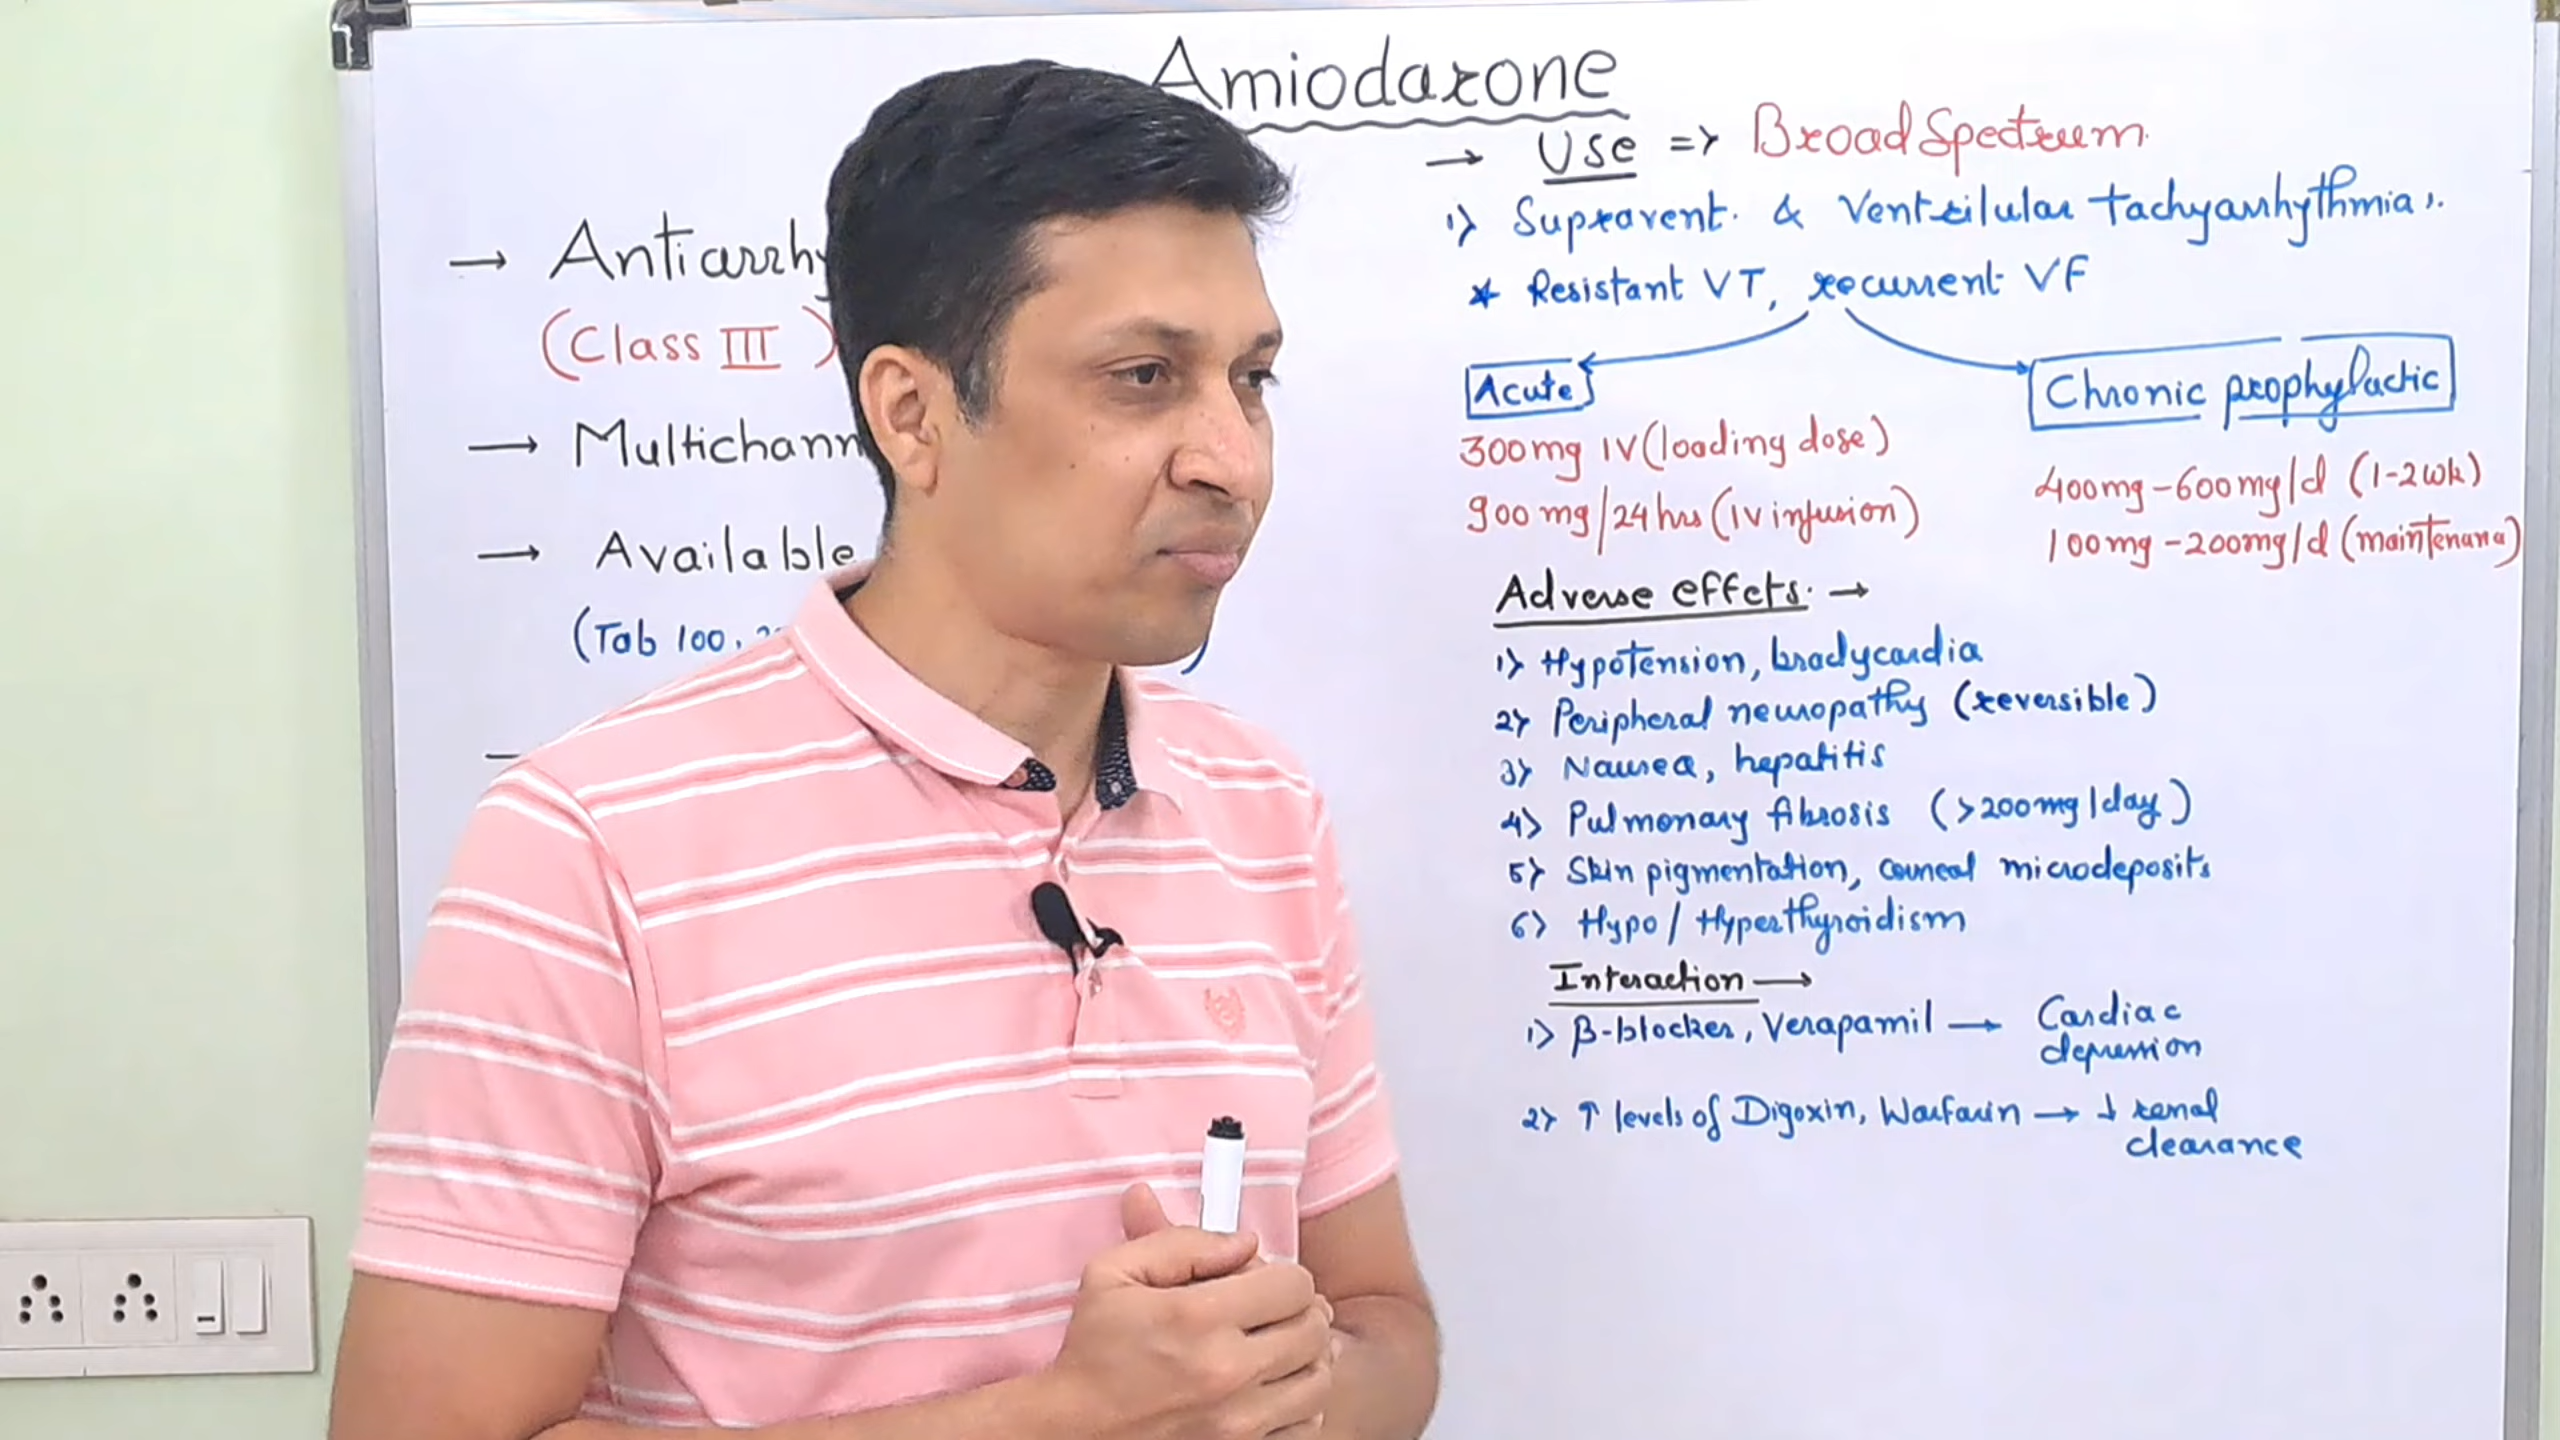 Amiodarone
→ Antiarrhy
(Class III)
→ Multichann
→ Available
(Tab 100,
→ Use => Broad Spectrum
1) Supravent. & Ventrilular tachyarrhythmias.
* Resistant VT, recurrent VF
Acute
300mg IV (loading dose)
900 mg/24 hrs (IV infusion)
Chronic prophylactic
400mg-600mg/d (1-2wk)
100mg-200mg/d (maintenance)
Adverse effcts. →
1) Hypotension, bradycardia
2) Peripheral neuropathy (reversible)
3) Nausea, hepatitis
4) Pulmonary fibrosis (>200mg/day)
5) Skin pigmentation, corneal microdeposits
6) Hypo/Hyperthyroidism
Interaction →
1) β-blocker, Verapamil → Cardiac
depression
2) ↑ levels of Digoxin, Warfarin → ↓ renal
clearance